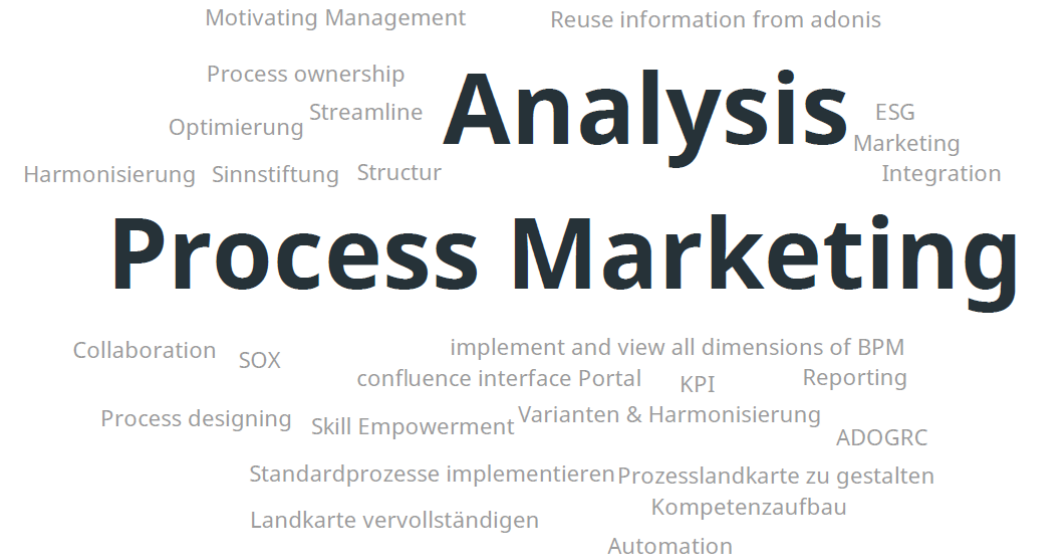 Motivating Management
Reuse information from adonis
Process ownership
Analysis
Streamline
ESG
Optimierung
Marketing
Harmonisierung
Sinnstiftung
Structur
Integration
Process Marketing
Collaboration
SOX
implement and view all dimensions of BPM
confluence interface Portal
KPI
Reporting
Process designing
Skill Empowerment
Varianten & Harmonisierung
ADOGRC
Standardprozesse implementieren
Prozesslandkarte zu gestalten
Kompetenzaufbau
Landkarte vervollständigen
Automation